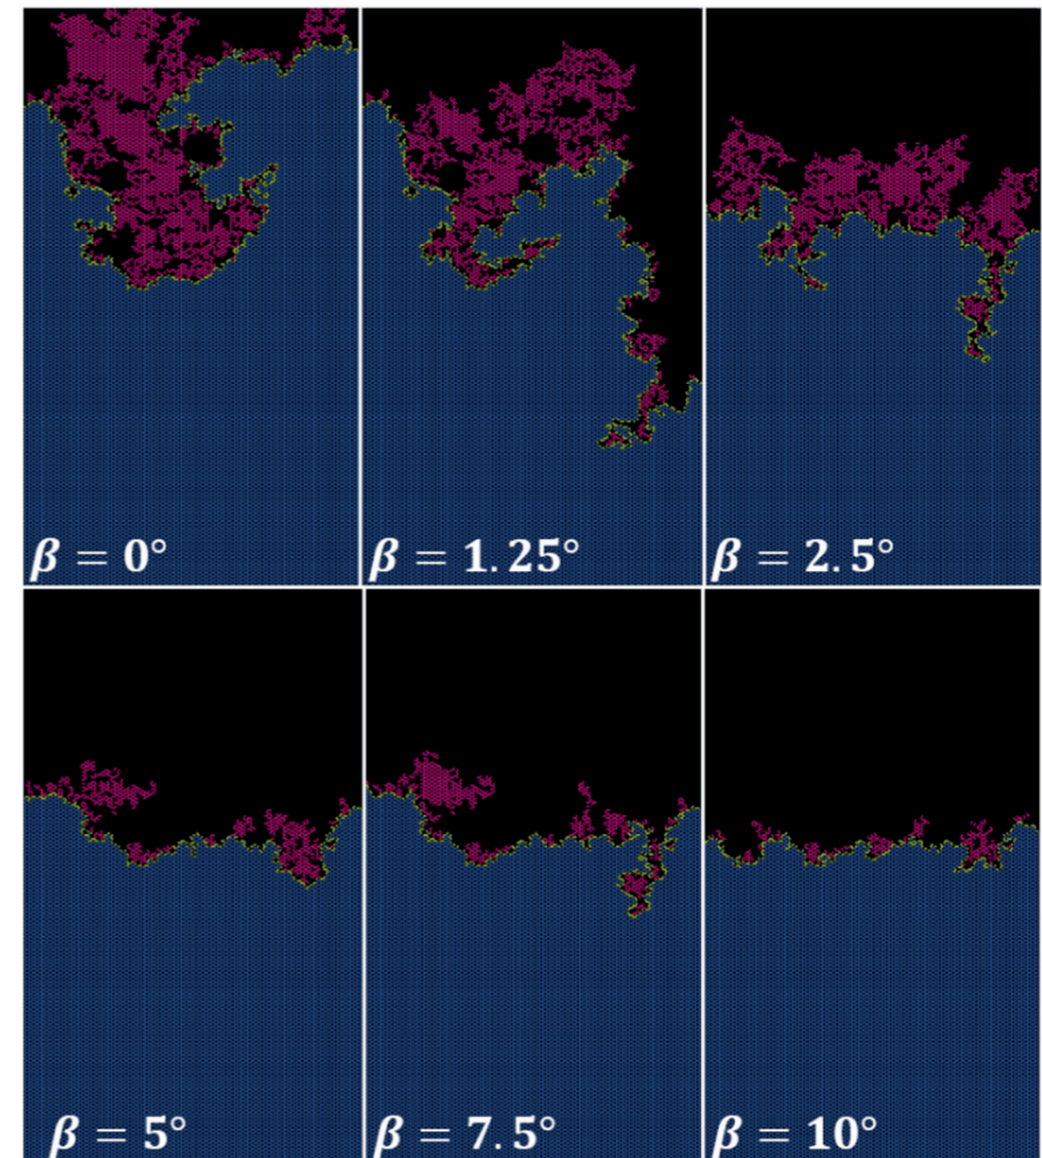 β = 0°
β = 1.25°
β = 2.5°
β = 5°
β = 7.5°
β = 10°